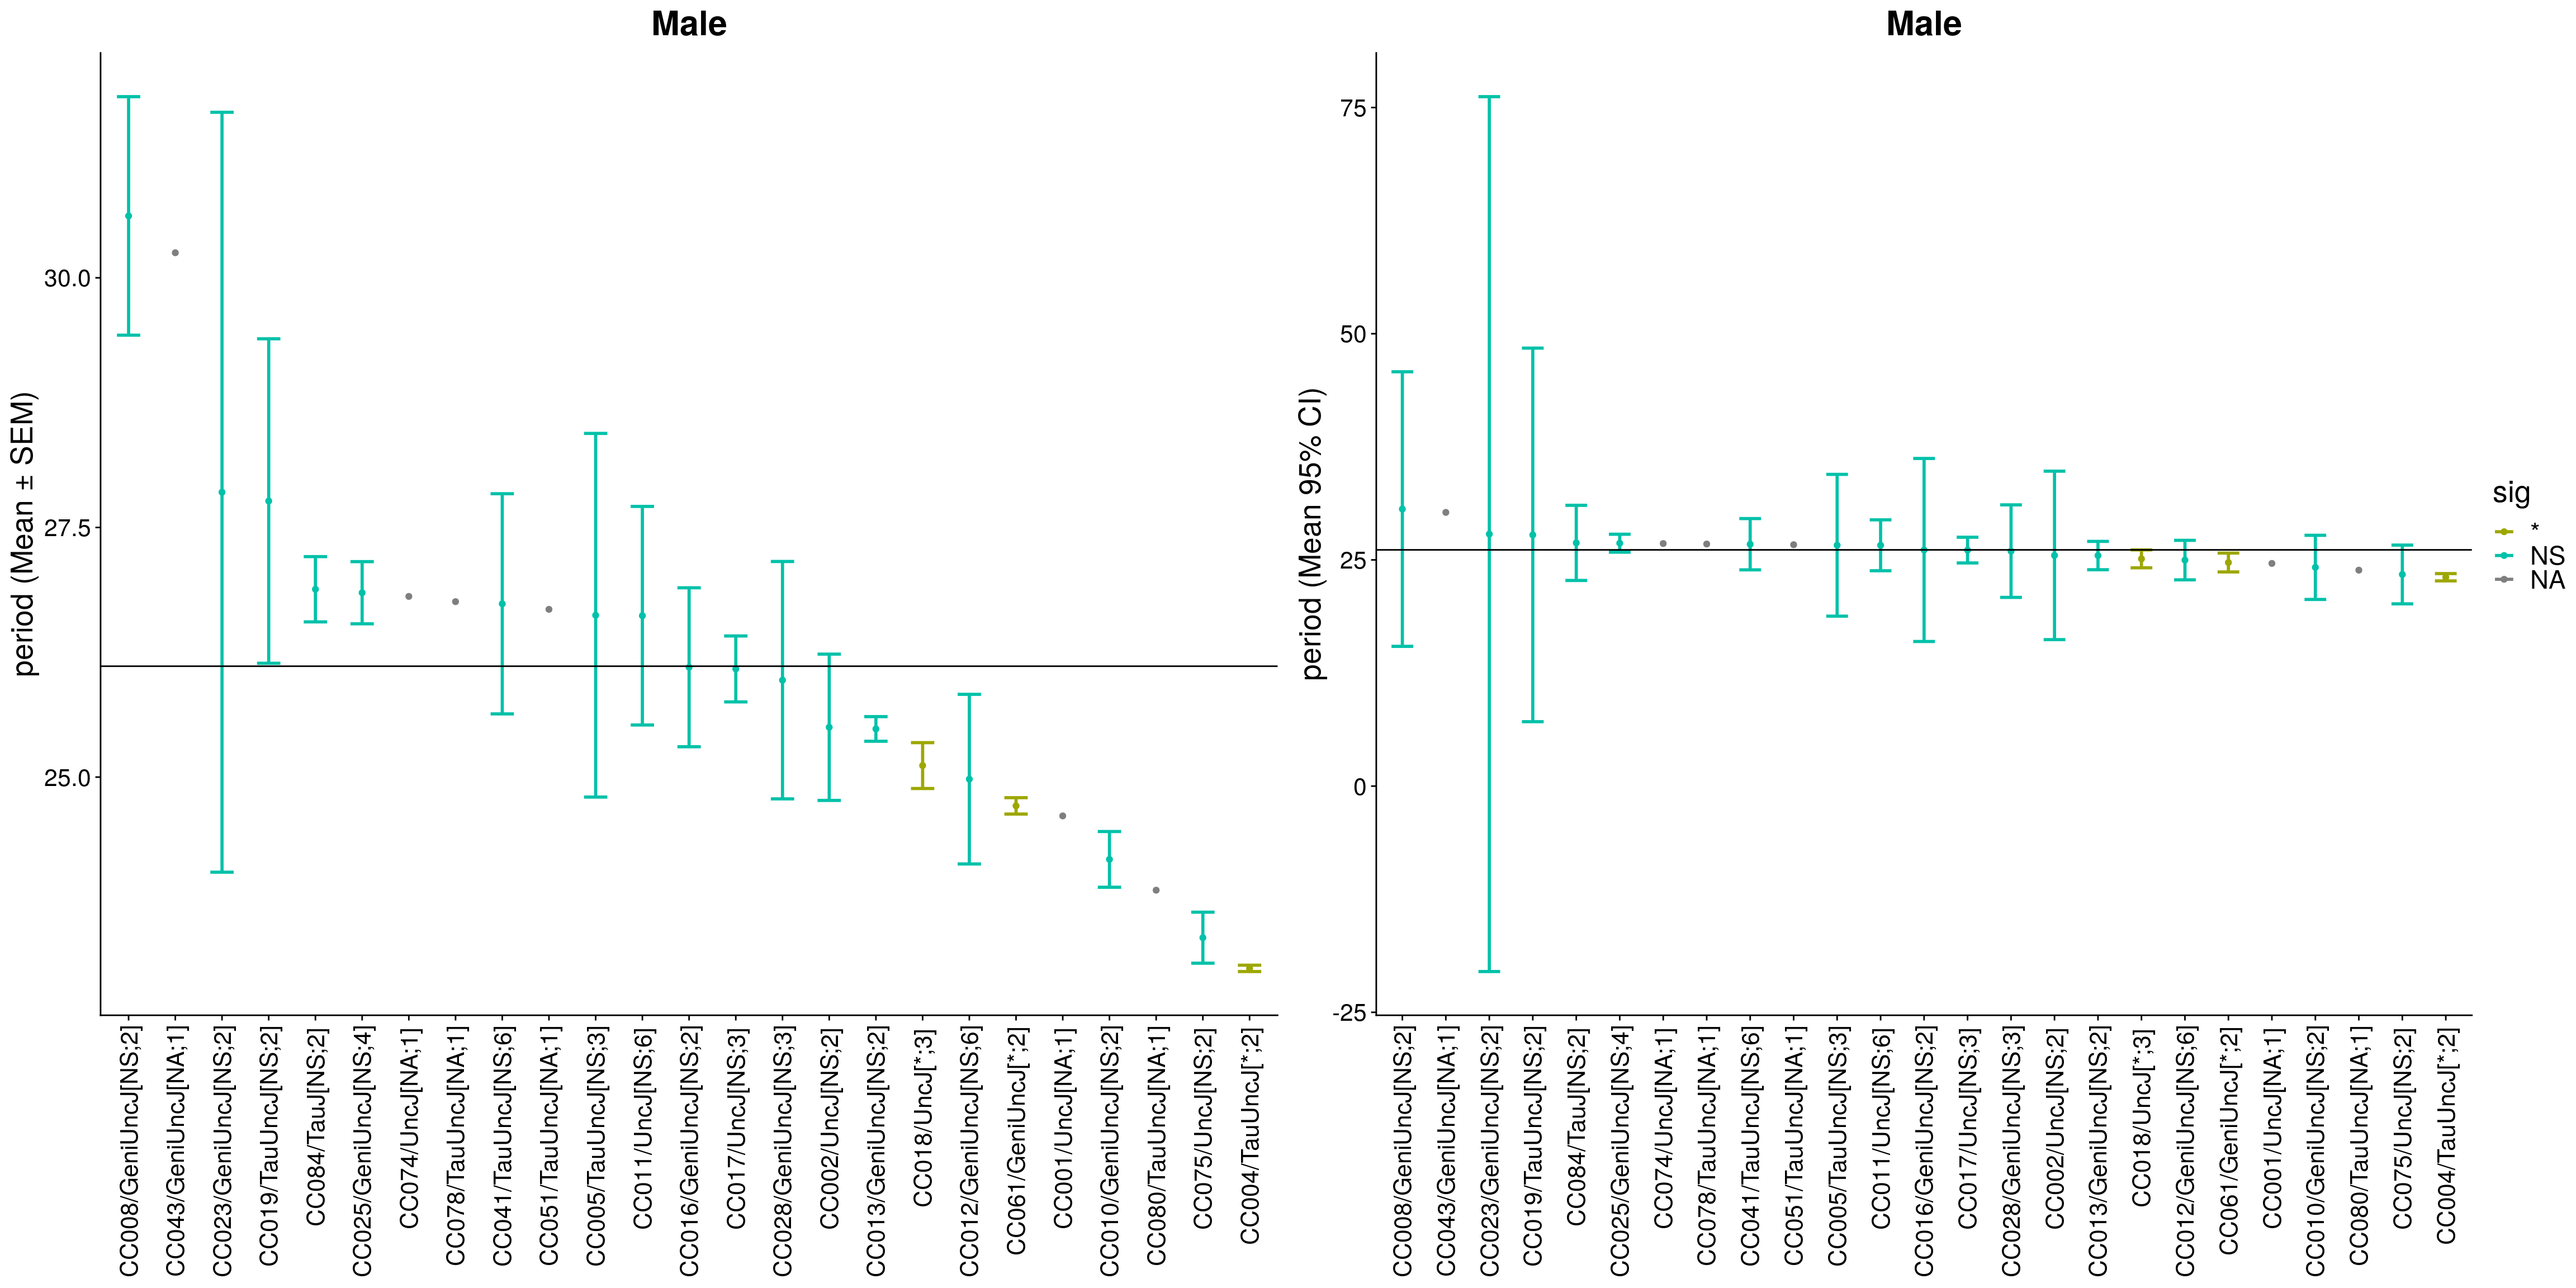 Male
period (Mean ± SEM)
30.0
27.5
25.0
CC008/GeniUncJ[NS;2]
CC043/GeniUncJ[NA;1]
CC023/GeniUncJ[NS;2]
CC019/TauUncJ[NS;2]
CC084/TauJ[NS;2]
CC025/GeniUncJ[NS;4]
CC074/UncJ[NA;1]
CC078/TauUncJ[NA;1]
CC041/TauUncJ[NS;6]
CC051/TauUncJ[NA;1]
CC005/TauUncJ[NS;3]
CC011/UncJ[NS;6]
CC016/GeniUncJ[NS;2]
CC017/UncJ[NS;3]
CC028/GeniUncJ[NS;3]
CC002/UncJ[NS;2]
CC013/GeniUncJ[NS;2]
CC018/UncJ[*;3]
CC012/GeniUncJ[NS;6]
CC061/GeniUncJ[*;2]
CC001/UncJ[NA;1]
CC010/GeniUncJ[NS;2]
CC080/TauUncJ[NA;1]
CC075/UncJ[NS;2]
CC004/TauUncJ[*;2]
Male
period (Mean 95% CI)
75
50
25
0
-25
CC008/GeniUncJ[NS;2]
CC043/GeniUncJ[NA;1]
CC023/GeniUncJ[NS;2]
CC019/TauUncJ[NS;2]
CC084/TauJ[NS;2]
CC025/GeniUncJ[NS;4]
CC074/UncJ[NA;1]
CC078/TauUncJ[NA;1]
CC041/TauUncJ[NS;6]
CC051/TauUncJ[NA;1]
CC005/TauUncJ[NS;3]
CC011/UncJ[NS;6]
CC016/GeniUncJ[NS;2]
CC017/UncJ[NS;3]
CC028/GeniUncJ[NS;3]
CC002/UncJ[NS;2]
CC013/GeniUncJ[NS;2]
CC018/UncJ[*;3]
CC012/GeniUncJ[NS;6]
CC061/GeniUncJ[*;2]
CC001/UncJ[NA;1]
CC010/GeniUncJ[NS;2]
CC080/TauUncJ[NA;1]
CC075/UncJ[NS;2]
CC004/TauUncJ[*;2]
sig
*
NS
NA